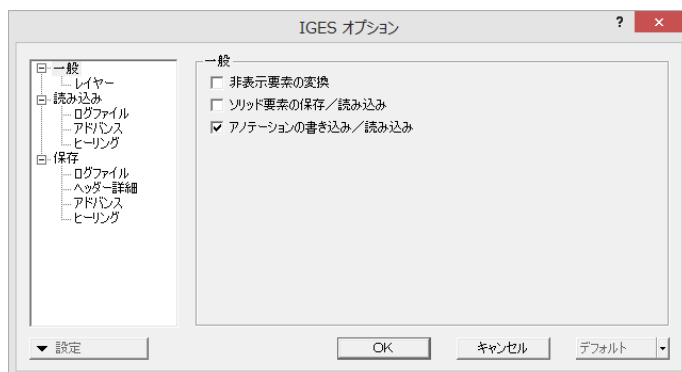 IGES オプション
?
×
一般
レイヤー
読み込み
ログファイル
アドバンス
ヒーリング
保存
ログファイル
ヘッダー詳細
アドバンス
ヒーリング
一般
非表示要素の変換
ソリッド要素の保存／読み込み
アノテーションの書き込み／読み込み
設定
OK
キャンセル
デフォルト